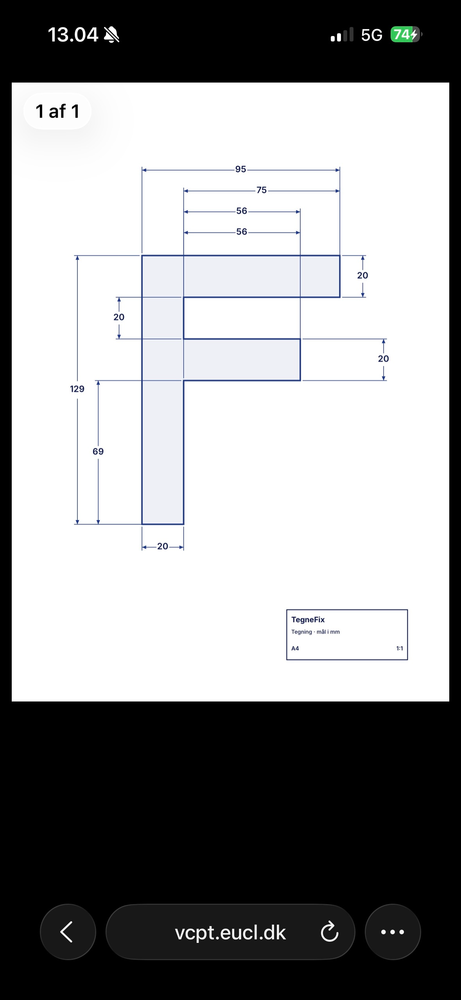 13.04
5G
74
1 af 1
95
75
56
56
20
20
20
129
69
20
TegneFix
Tegning · mål i mm
A4 1:1
vcpt.eucl.dk